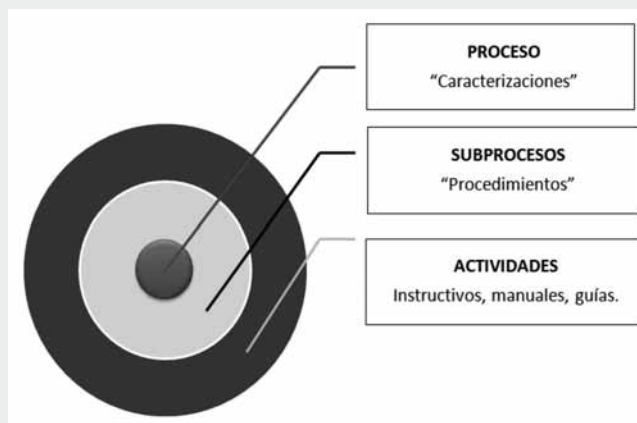 PROCESO
“Caracterizaciones”
SUBPROCESOS
“Procedimientos”
ACTIVIDADES
Instructivos, manuales, guías.